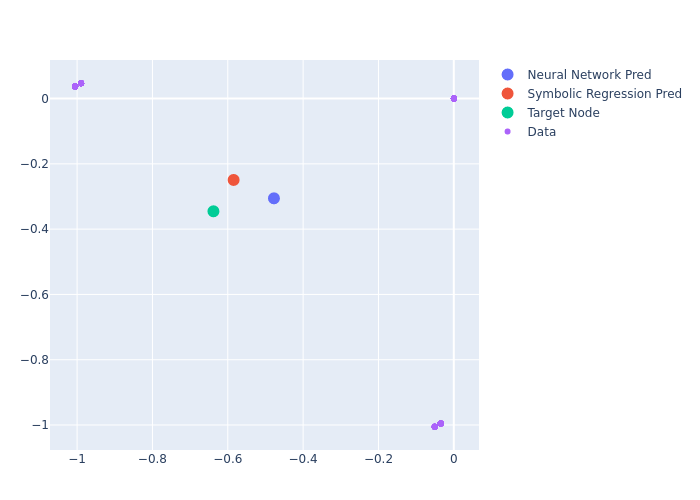 Neural Network Pred
Symbolic Regression Pred
Target Node
Data
0
−0.2
−0.4
−0.6
−0.8
−1
−1 −0.8 −0.6 −0.4 −0.2 0